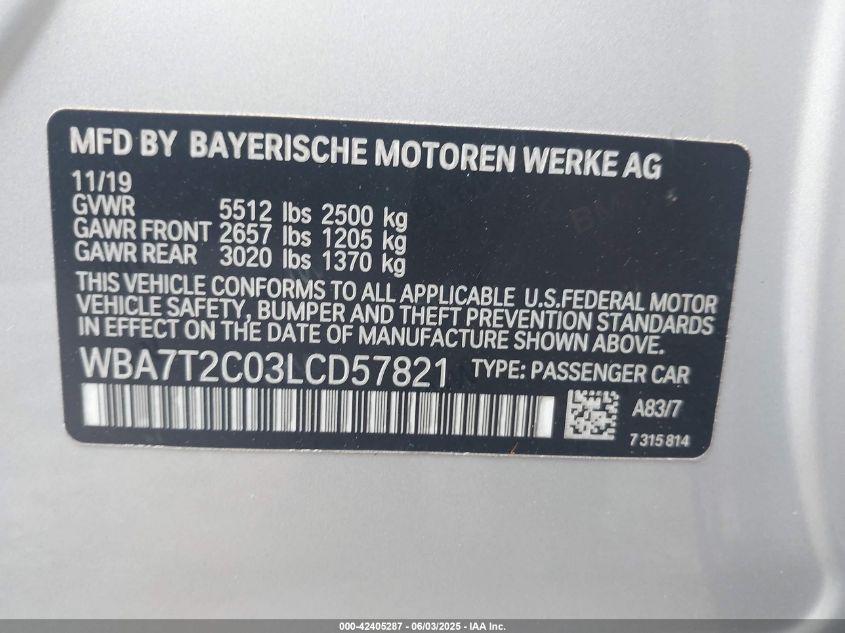 MFD BY BAYERISCHE MOTOREN WERKE AG
11/19
GVWR 5512 lbs 2500 kg
GAWR FRONT 2657 lbs 1205 kg
GAWR REAR 3020 lbs 1370 kg
THIS VEHICLE CONFORMS TO ALL APPLICABLE U.S.FEDERAL MOTOR
VEHICLE SAFETY, BUMPER AND THEFT PREVENTION STANDARDS
IN EFFECT ON THE DATE OF MANUFACTURE SHOWN ABOVE.
WBA7T2C03LCD57821 TYPE: PASSENGER CAR
A83/7
7 315 814
000-42405287 - 06/03/2025 - IAA Inc.